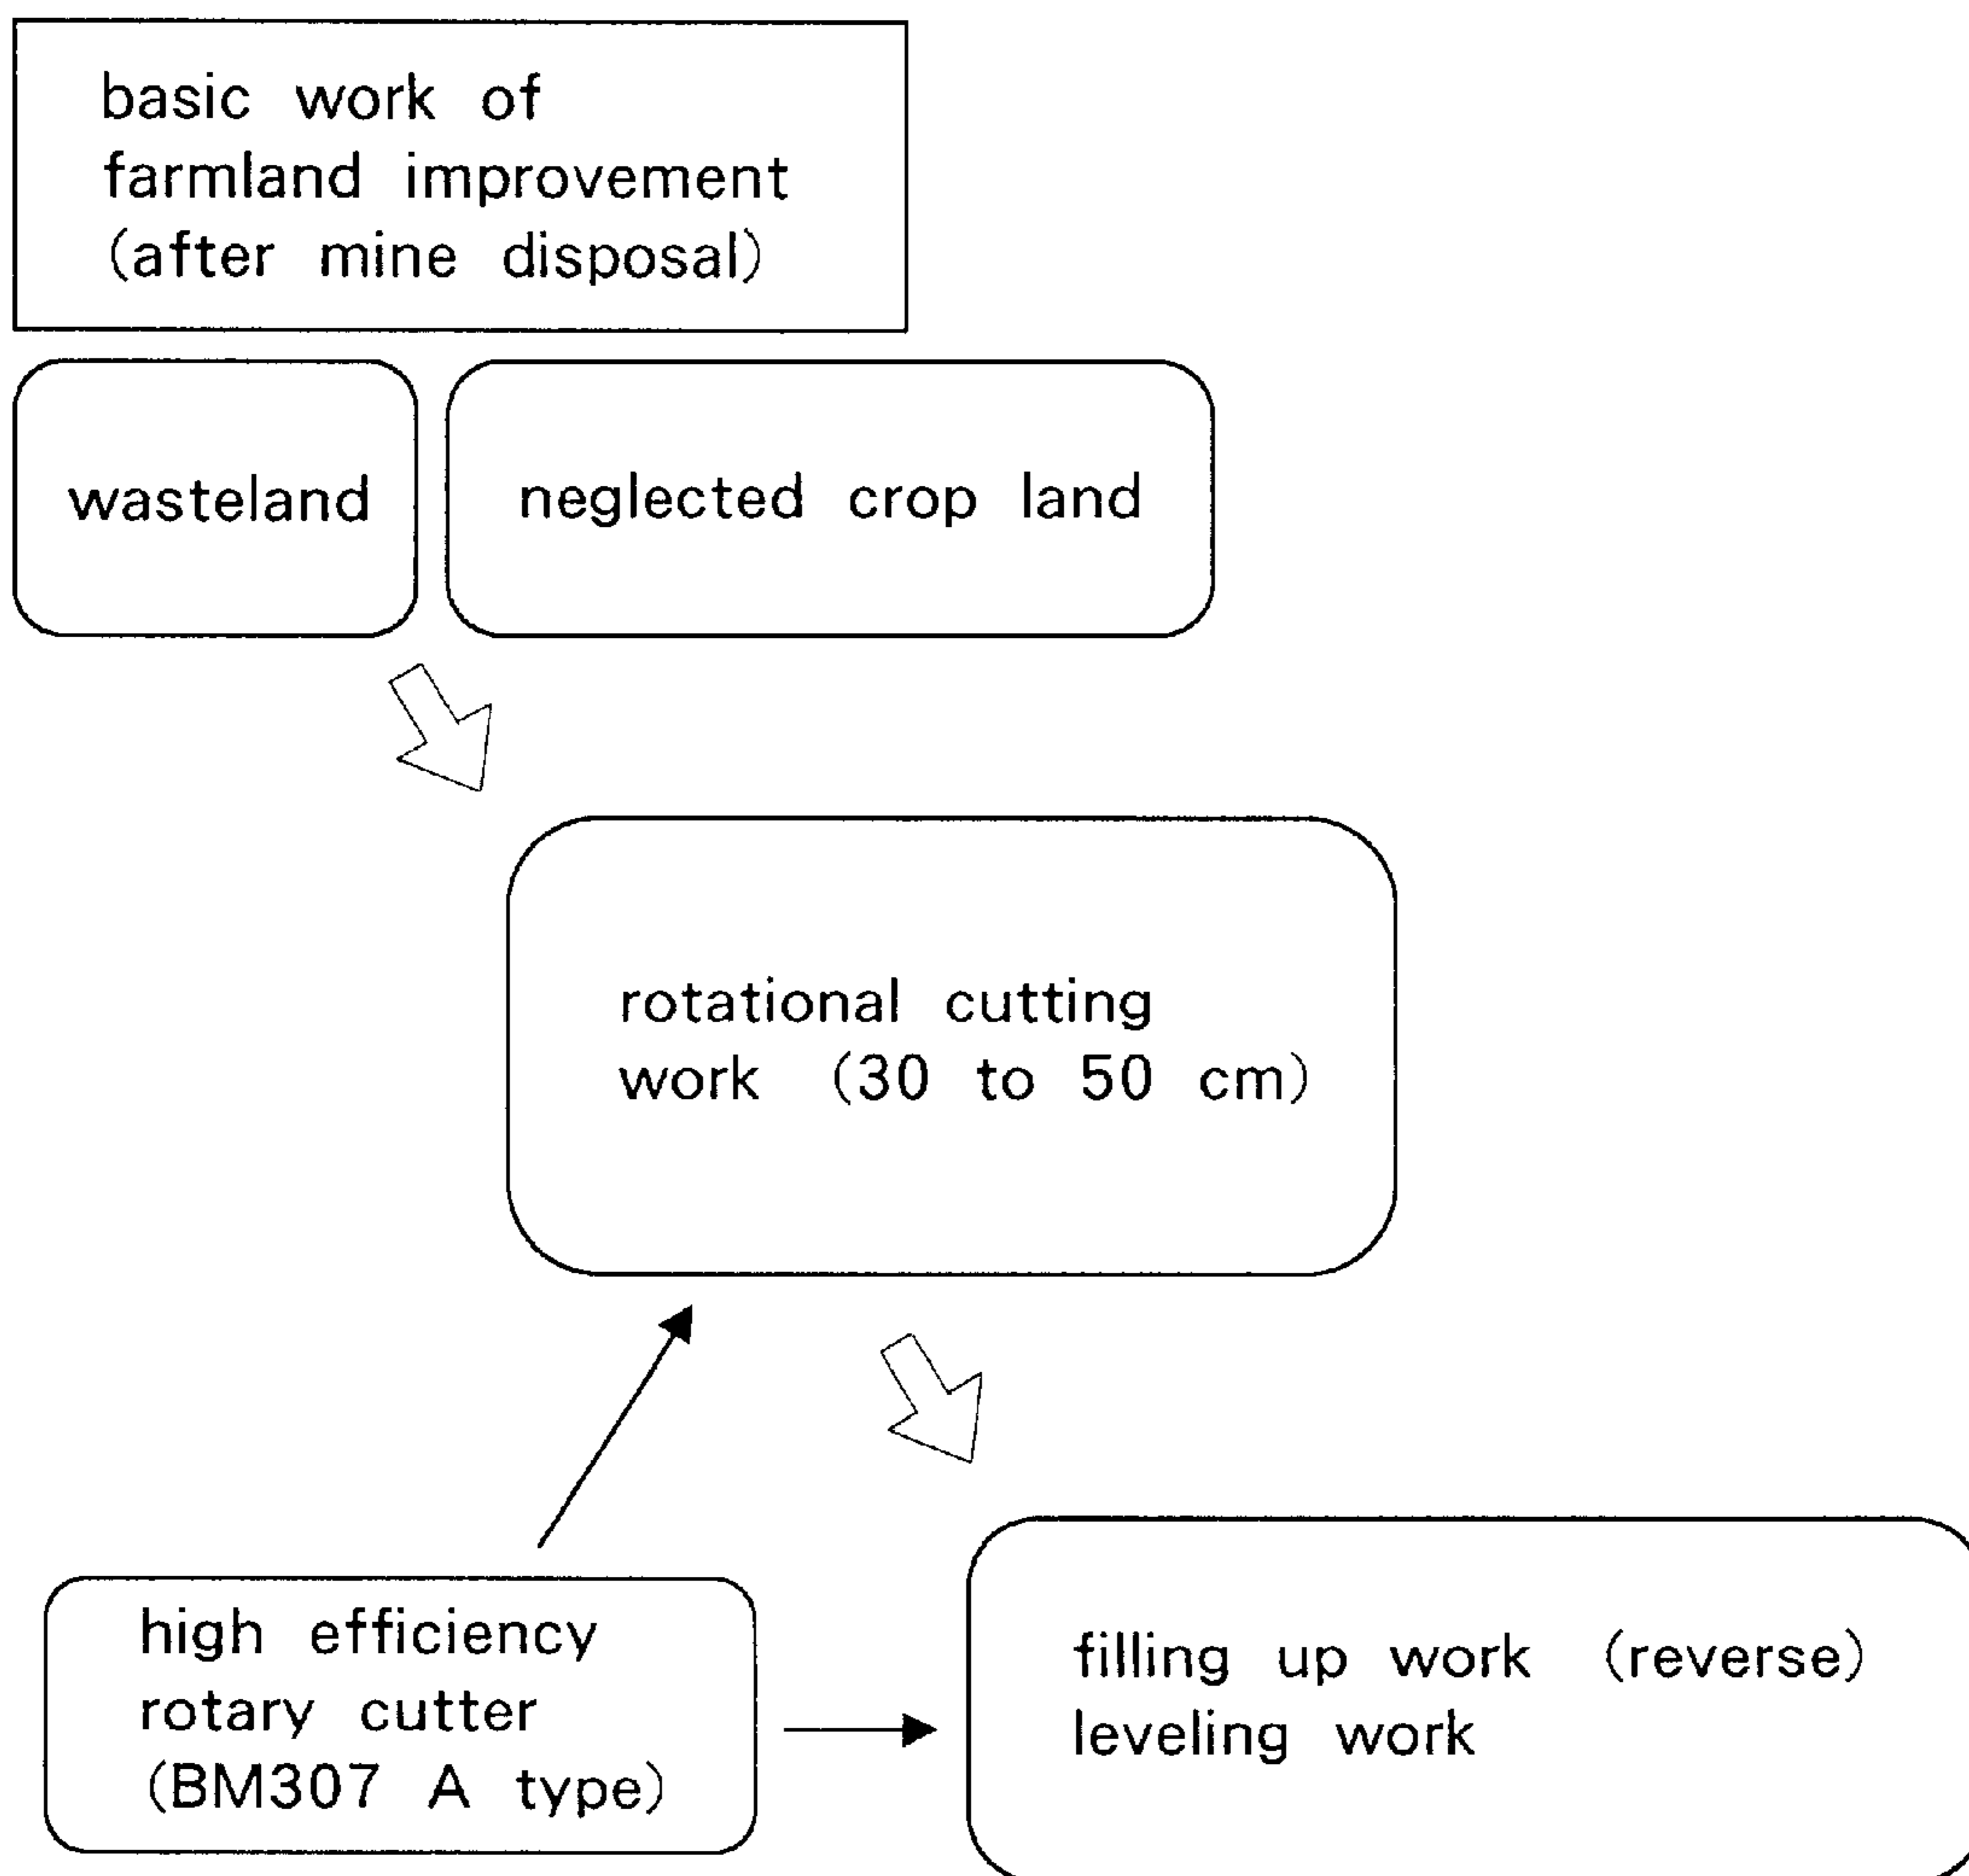 basic work of
farmland improvement
(after mine disposal)
wasteland
neglected crop land
rotational cutting
work (30 to 50 cm)
high efficiency
rotary cutter
(BM307 A type)
filling up work (reverse)
leveling work